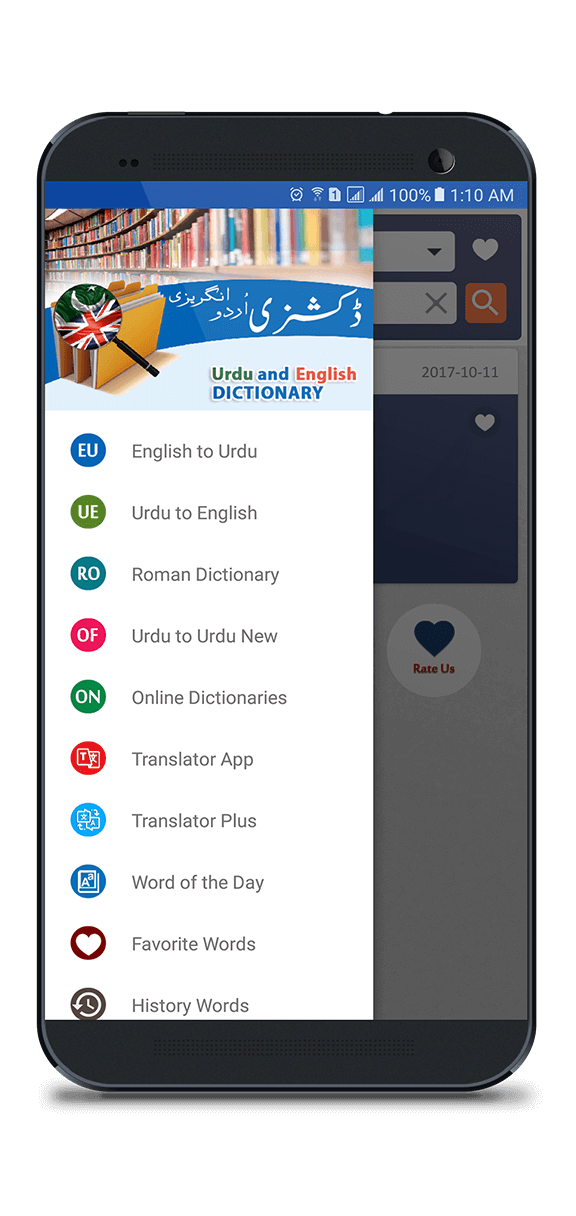 1 100% 1:10 AM
انگریزی
اُردو
ڈکشنری
Urdu and English
DICTIONARY
2017-10-11
EU English to Urdu
UE Urdu to English
RO Roman Dictionary
OF Urdu to Urdu New
Rate Us
ON Online Dictionaries
Translator App
Translator Plus
Word of the Day
Favorite Words
History Words